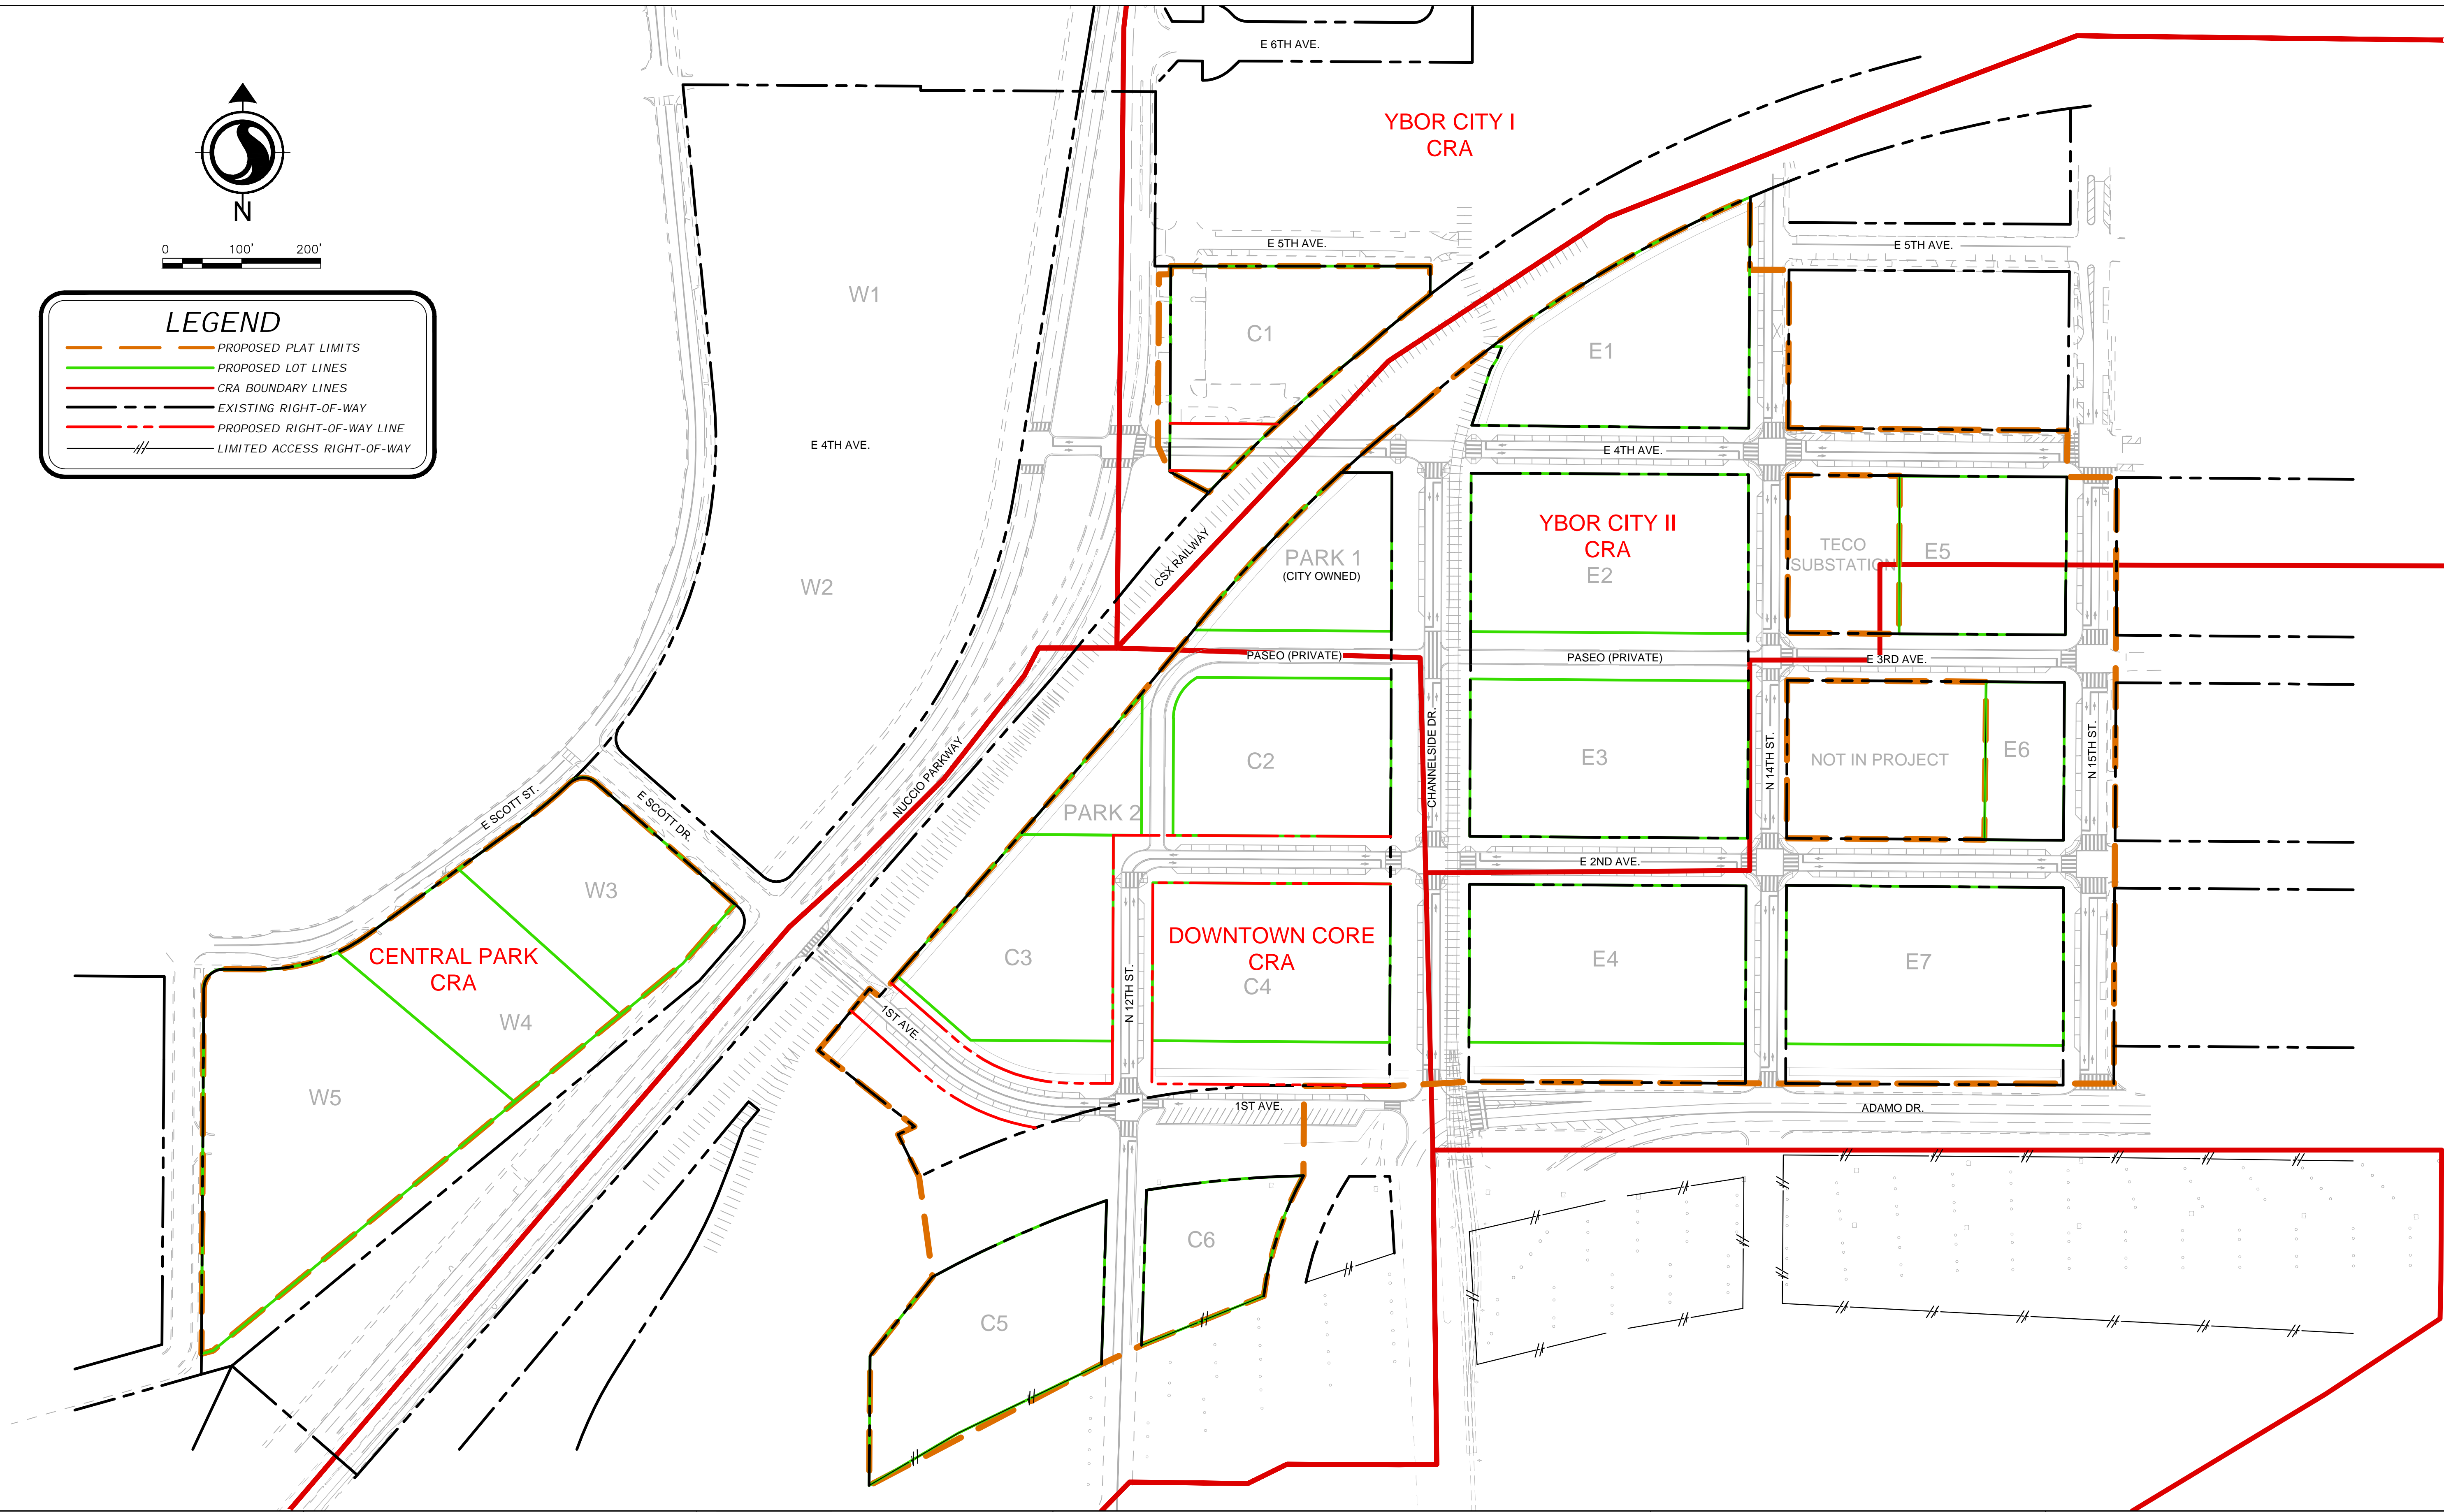 E 6TH AVE.
YBOR CITY I
CRA
N
0 100' 200'
E 5TH AVE.
E 5TH AVE.
W1
LEGEND
PROPOSED PLAT LIMITS
PROPOSED LOT LINES
CRA BOUNDARY LINES
EXISTING RIGHT-OF-WAY
PROPOSED RIGHT-OF-WAY LINE
LIMITED ACCESS RIGHT-OF-WAY
C1
E1
E 4TH AVE.
E 4TH AVE.
YBOR CITY II
CRA
E2
TECO
SUBSTATION
E5
PARK 1
(CITY OWNED)
CSX RAILWAY
W2
PASEO (PRIVATE)
PASEO (PRIVATE)
E 3RD AVE.
CHANNELSIDE DR.
N 14TH ST.
N 15TH ST.
C2
E3
NOT IN PROJECT
E6
NUCCIO PARKWAY
PARK 2
E SCOTT ST.
E SCOTT DR.
E 2ND AVE.
W3
CENTRAL PARK
CRA
W4
C3
N 12TH ST.
DOWNTOWN CORE
CRA
C4
E4
E7
1ST AVE.
W5
1ST AVE.
ADAMO DR.
C6
C5